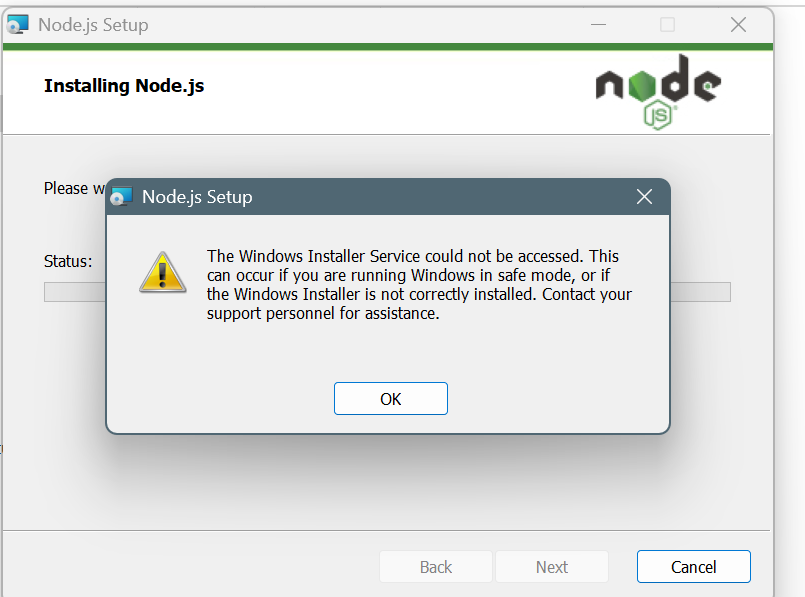 Node.js Setup
Installing Node.js
node
JS
Please w
Node.js Setup
Status:
The Windows Installer Service could not be accessed. This
can occur if you are running Windows in safe mode, or if
the Windows Installer is not correctly installed. Contact your
support personnel for assistance.
OK
Back
Next
Cancel